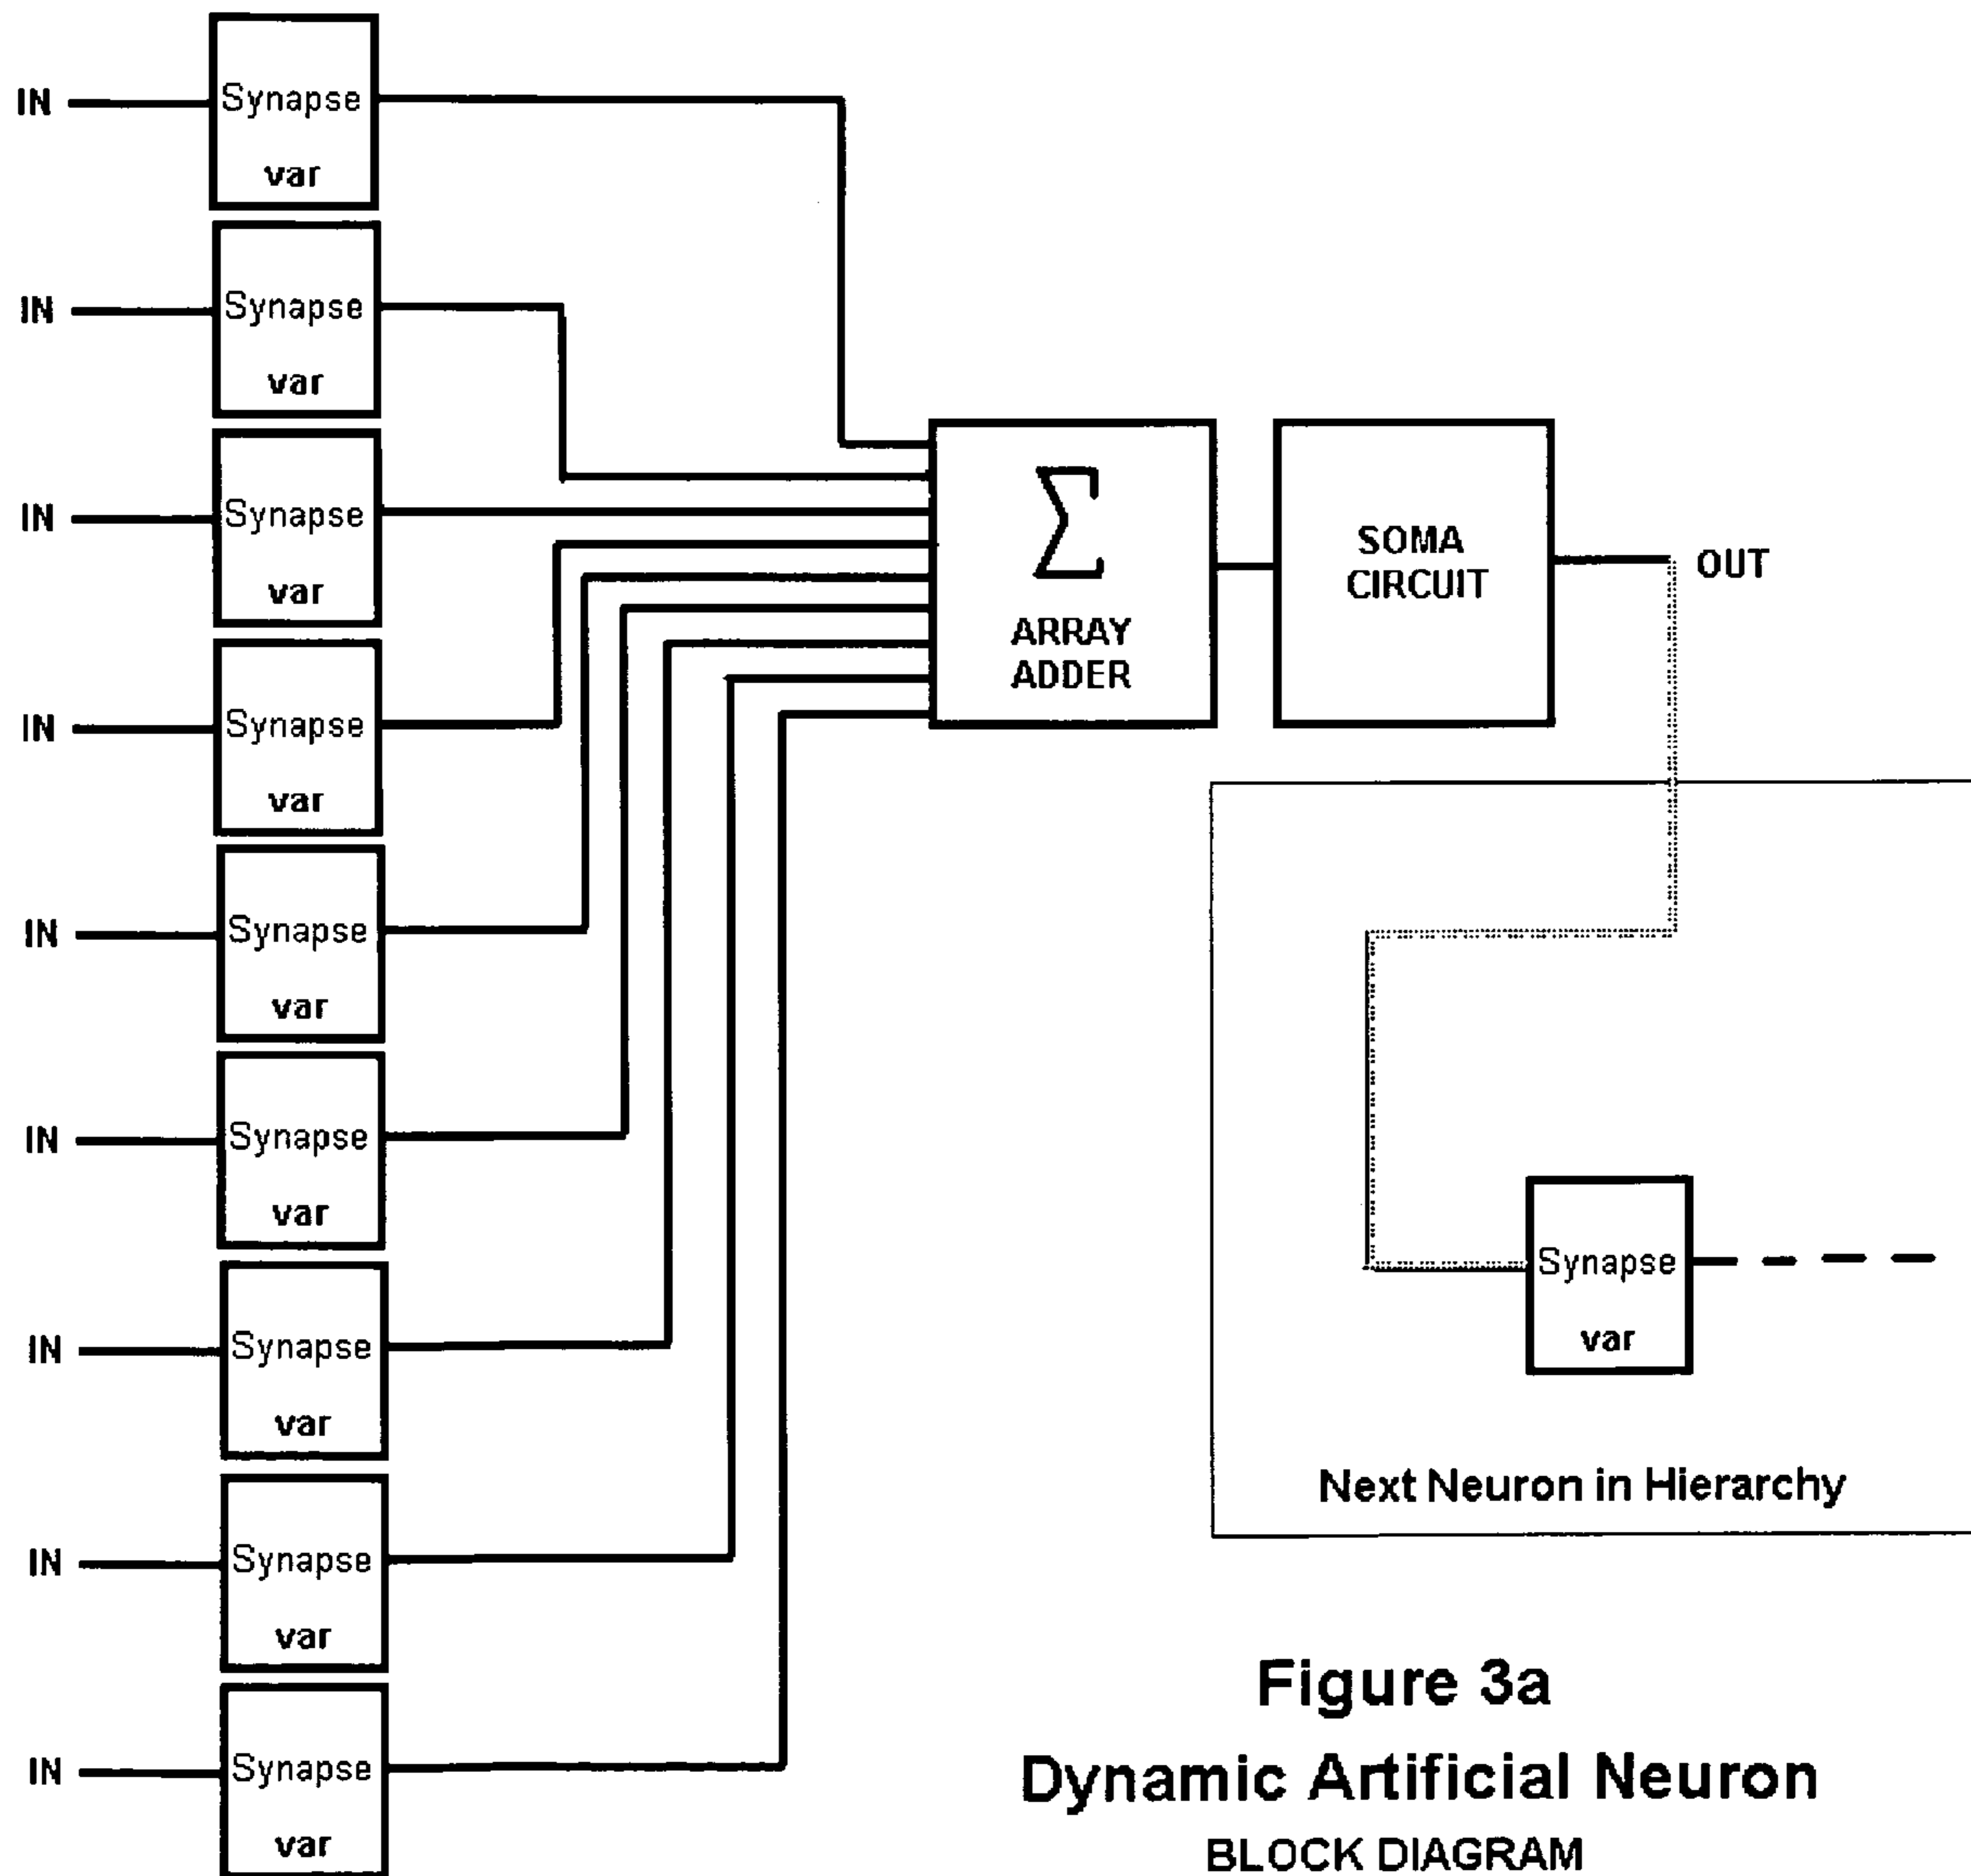 IN
Synapse
var
IN
Synapse
var
IN
Synapse
var
IN
Synapse
var
IN
Synapse
var
IN
Synapse
var
IN
Synapse
var
IN
Synapse
var
IN
Synapse
var
Σ
ARRAY
ADDER
SOMA
CIRCUIT
OUT
Synapse
var
Next Neuron in Hierarchy
Figure 3a
Dynamic Artificial Neuron
BLOCK DIAGRAM